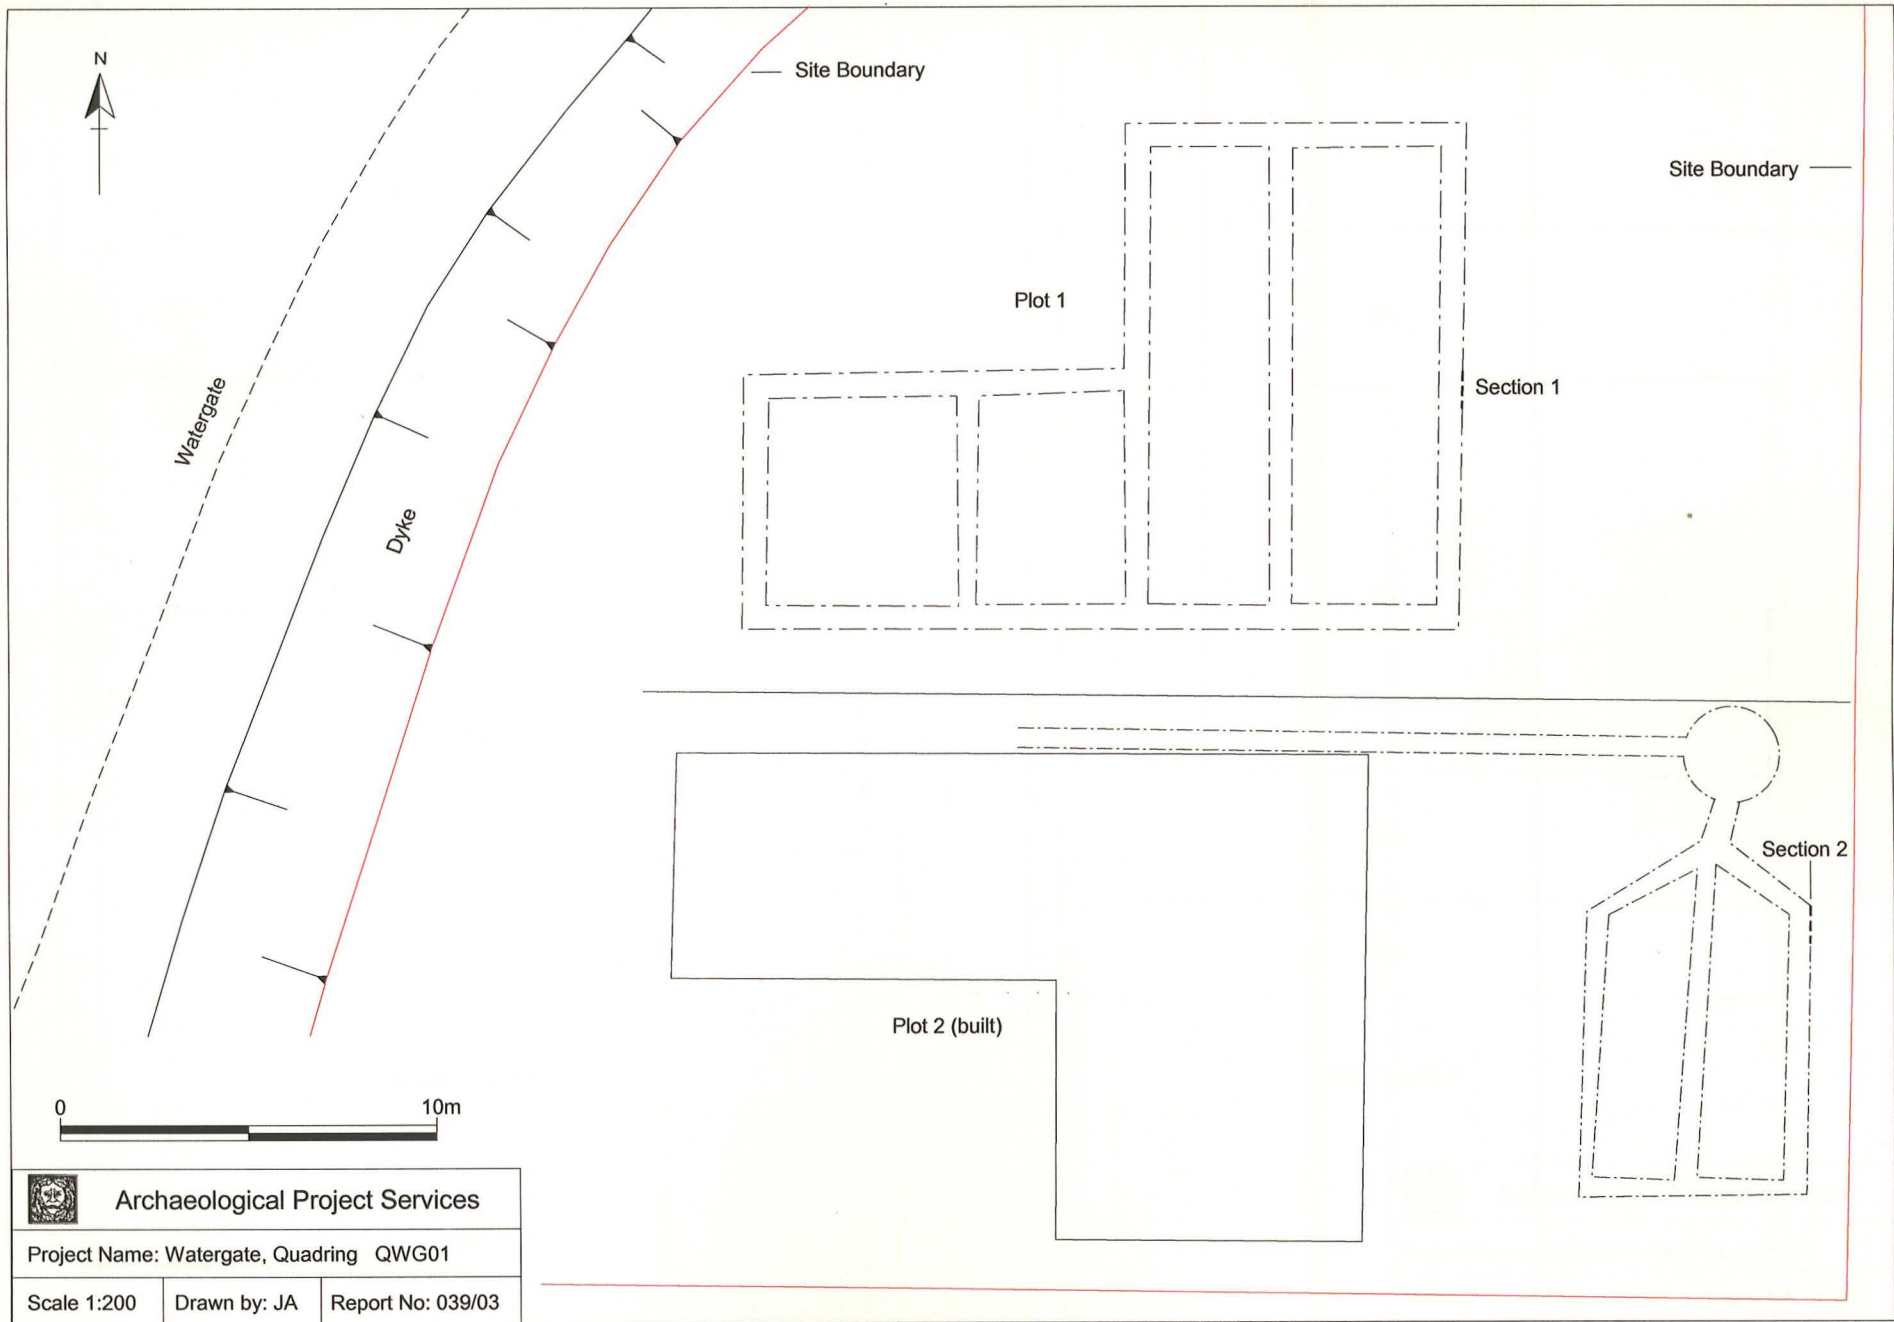 N
Site Boundary
Site Boundary
Plot 1
Section 1
Watergate
Dyke
Section 2
Plot 2 (built)
0 10m
Archaeological Project Services
Project Name: Watergate, Quadring QWG01
Scale 1:200 Drawn by: JA Report No: 039/03